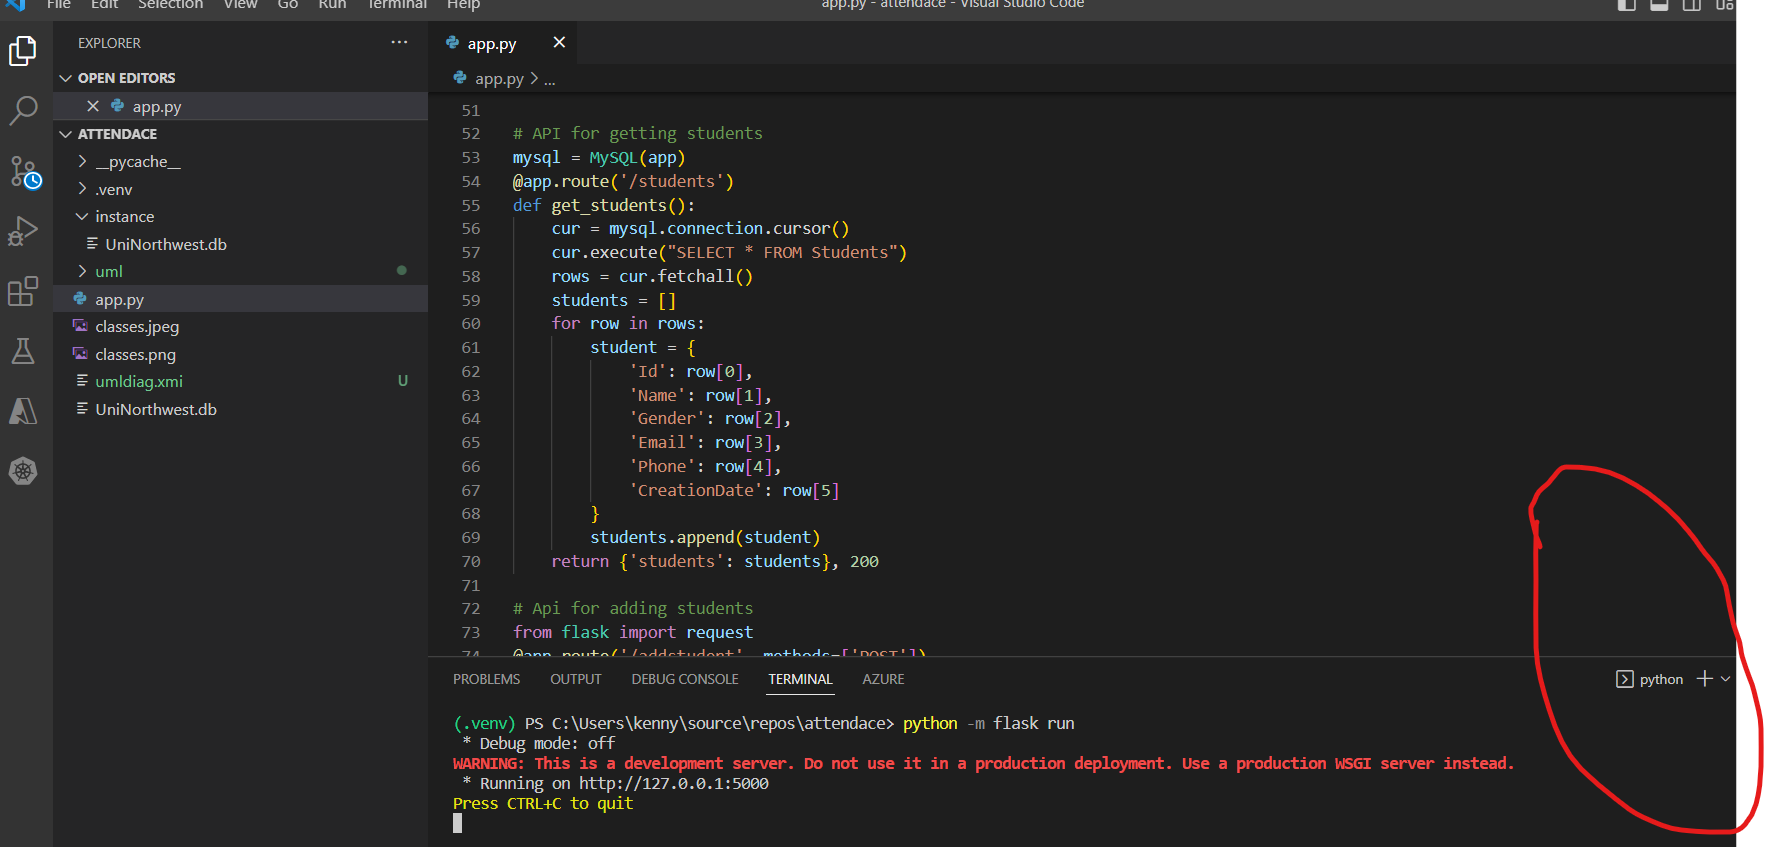 File Edit Selection View Go Run Terminal Help
app.py - attendace - Visual Studio Code
EXPLORER
OPEN EDITORS
app.py
ATTENDACE
__pycache__
.venv
instance
UniNorthwest.db
uml
app.py
classes.jpeg
classes.png
umldiag.xmi U
UniNorthwest.db
app.py
app.py > ...
51
52 # API for getting students
53 mysql = MySQL(app)
54 @app.route('/students')
55 def get_students():
56 cur = mysql.connection.cursor()
57 cur.execute("SELECT * FROM Students")
58 rows = cur.fetchall()
59 students = []
60 for row in rows:
61 student = {
62 'Id': row[0],
63 'Name': row[1],
64 'Gender': row[2],
65 'Email': row[3],
66 'Phone': row[4],
67 'CreationDate': row[5]
68 }
69 students.append(student)
70 return {'students': students}, 200
71
72 # Api for adding students
73 from flask import request
74 @app.route('/addstudent', methods=['POST'])
PROBLEMS OUTPUT DEBUG CONSOLE TERMINAL AZURE
python
(.venv) PS C:\Users\kenny\source\repos\attendace> python -m flask run
* Debug mode: off
WARNING: This is a development server. Do not use it in a production deployment. Use a production WSGI server instead.
* Running on http://127.0.0.1:5000
Press CTRL+C to quit